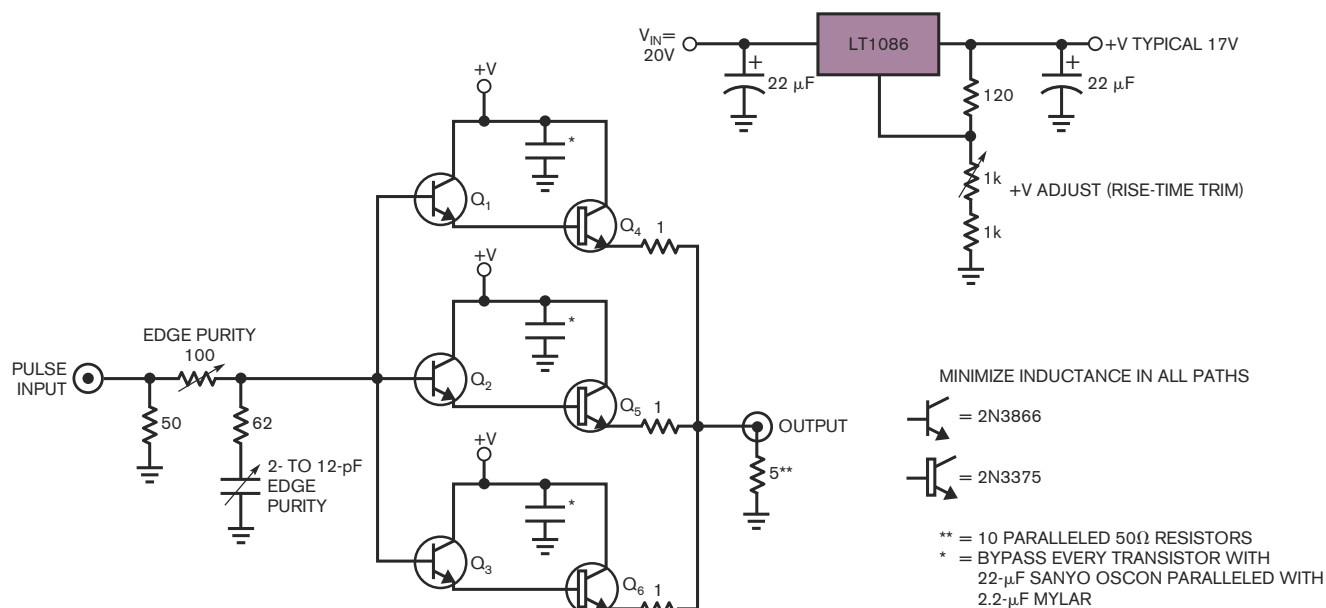 V_IN=
20V
LT1086
+V TYPICAL 17V
+
22 μF
120
+
22 μF
1k
+V ADJUST (RISE-TIME TRIM)
1k
+V
*
Q₁
Q₄
1
+V
*
Q₂
Q₅
1
+V
*
Q₃
Q₆
1
EDGE PURITY
100
PULSE
INPUT
50
62
2- TO 12-pF
EDGE
PURITY
OUTPUT
5**
MINIMIZE INDUCTANCE IN ALL PATHS
= 2N3866
= 2N3375
** = 10 PARALLELED 50Ω RESISTORS
* = BYPASS EVERY TRANSISTOR WITH
22-μF SANYO OSCON PARALLELED WITH
2.2-μF MYLAR